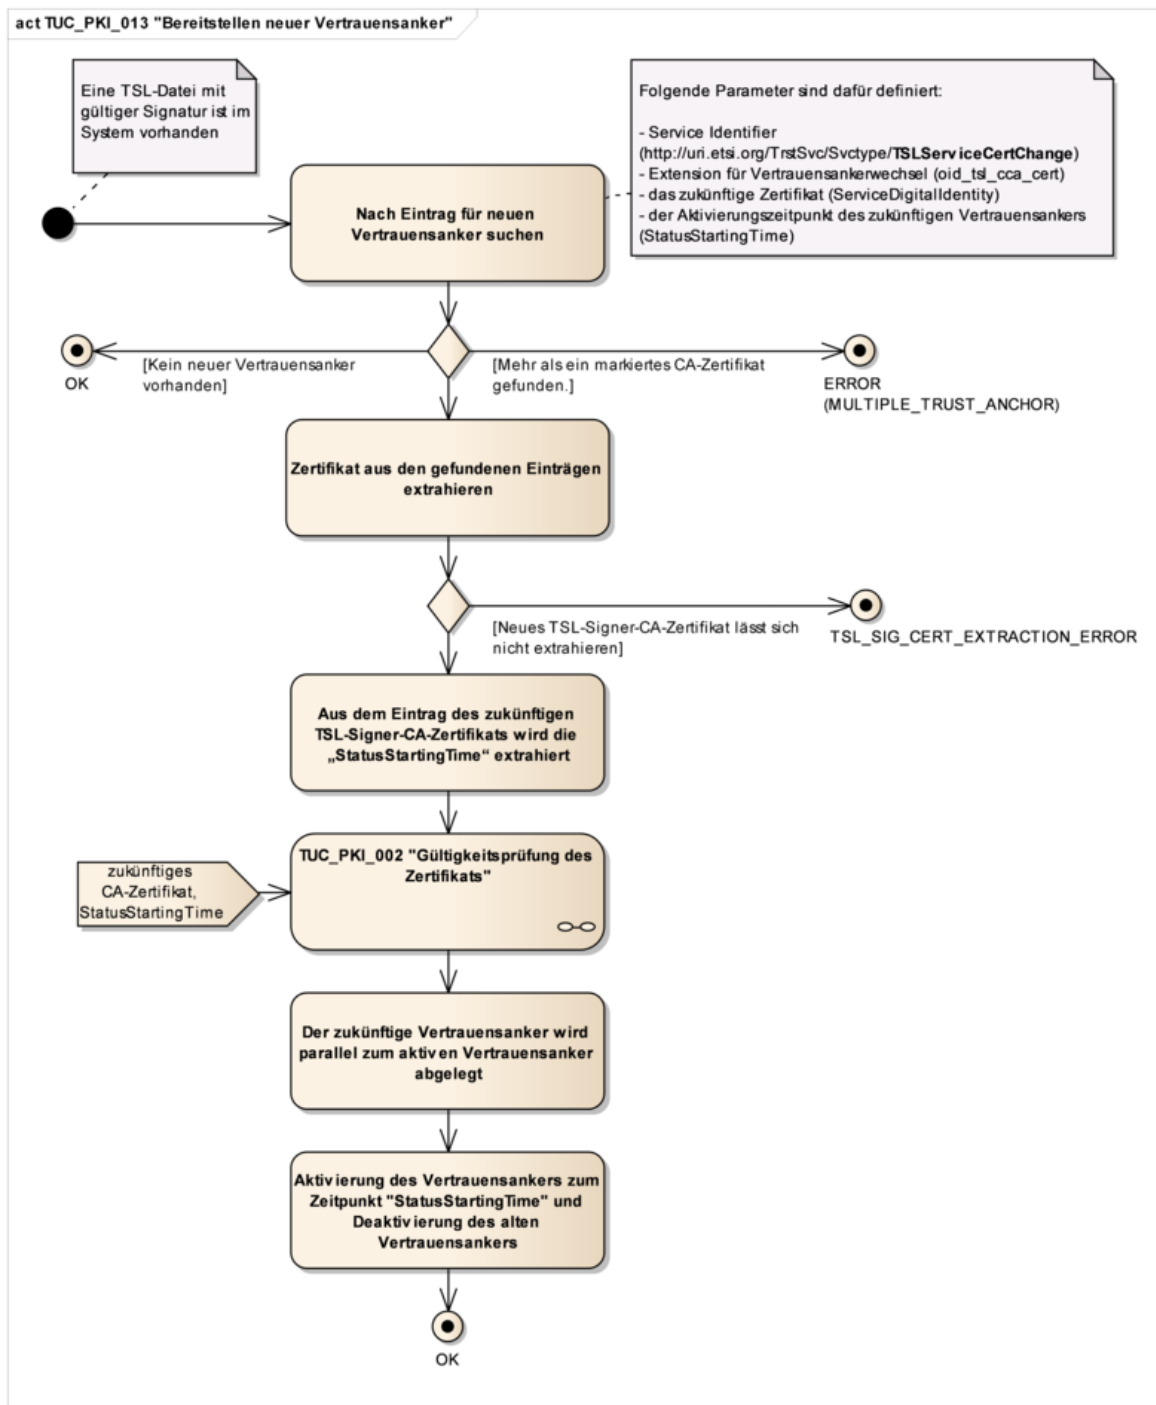 act TUC_PKI_013 "Bereitstellen neuer Vertrauensanker"
Eine TSL-Datei mit
gültiger Signatur ist im
System vorhanden
Folgende Parameter sind dafür definiert:
- Service Identifier
(http://uri.etsi.org/TrstSvc/Svctype/TSLServiceCertChange)
- Extension für Vertrauensankerwechsel (oid_tsl_cca_cert)
- das zukünftige Zertifikat (ServiceDigitalIdentity)
- der Aktivierungszeitpunkt des zukünftigen Vertrauensankers
(StatusStartingTime)
Nach Eintrag für neuen
Vertrauensanker suchen
OK
[Kein neuer Vertrauensanker
vorhanden]
[Mehr als ein markiertes CA-Zertifikat
gefunden.]
ERROR
(MULTIPLE_TRUST_ANCHOR)
Zertifikat aus den gefundenen Einträgen
extrahieren
[Neues TSL-Signer-CA-Zertifikat lässt sich
nicht extrahieren]
TSL_SIG_CERT_EXTRACTION_ERROR
Aus dem Eintrag des zukünftigen
TSL-Signer-CA-Zertifikats wird die
„StatusStartingTime“ extrahiert
zukünftiges
CA-Zertifikat,
StatusStartingTime
TUC_PKI_002 "Gültigkeitsprüfung des
Zertifikats"
Der zukünftige Vertrauensanker wird
parallel zum aktiven Vertrauensanker
abgelegt
Aktivierung des Vertrauensankers zum
Zeitpunkt "StatusStartingTime" und
Deaktivierung des alten
Vertrauensankers
OK